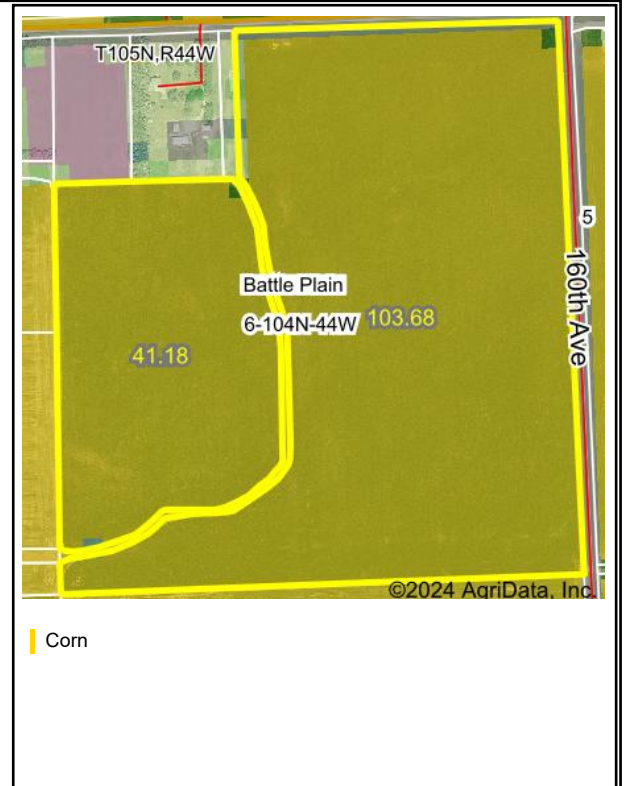 T105N,R44W
5
160th Ave
Battle Plain
6-104N-44W
103.68
41.18
©2024 AgriData, Inc.
Corn